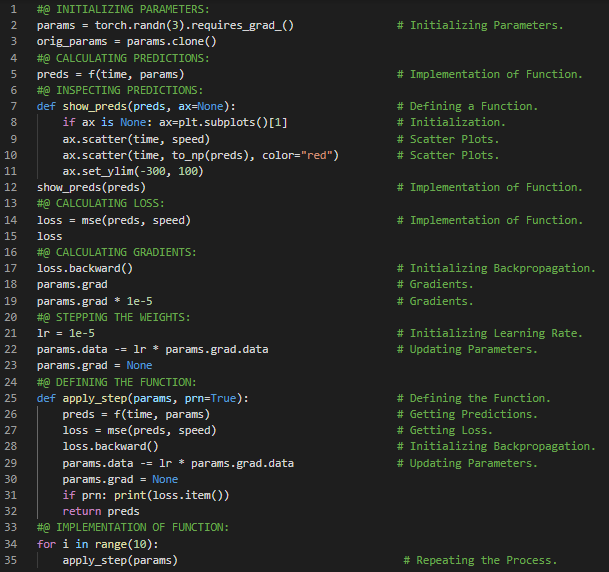 1 #@ INITIALIZING PARAMETERS:
2 params = torch.randn(3).requires_grad_() # Initializing Parameters.
3 orig_params = params.clone()
4 #@ CALCULATING PREDICTIONS:
5 preds = f(time, params) # Implementation of Function.
6 #@ INSPECTING PREDICTIONS:
7 def show_preds(preds, ax=None): # Defining a Function.
8     if ax is None: ax=plt.subplots()[1] # Initialization.
9     ax.scatter(time, speed) # Scatter Plots.
10     ax.scatter(time, to_np(preds), color="red") # Scatter Plots.
11     ax.set_ylim(-300, 100)
12 show_preds(preds) # Implementation of Function.
13 #@ CALCULATING LOSS:
14 loss = mse(preds, speed) # Implementation of Function.
15 loss
16 #@ CALCULATING GRADIENTS:
17 loss.backward() # Initializing Backpropagation.
18 params.grad # Gradients.
19 params.grad * 1e-5 # Gradients.
20 #@ STEPPING THE WEIGHTS:
21 lr = 1e-5 # Initializing Learning Rate.
22 params.data -= lr * params.grad.data # Updating Parameters.
23 params.grad = None
24 #@ DEFINING THE FUNCTION:
25 def apply_step(params, prn=True): # Defining the Function.
26     preds = f(time, params) # Getting Predictions.
27     loss = mse(preds, speed) # Getting Loss.
28     loss.backward() # Initializing Backpropagation.
29     params.data -= lr * params.grad.data # Updating Parameters.
30     params.grad = None
31     if prn: print(loss.item())
32     return preds
33 #@ IMPLEMENTATION OF FUNCTION:
34 for i in range(10):
35     apply_step(params) # Repeating the Process.